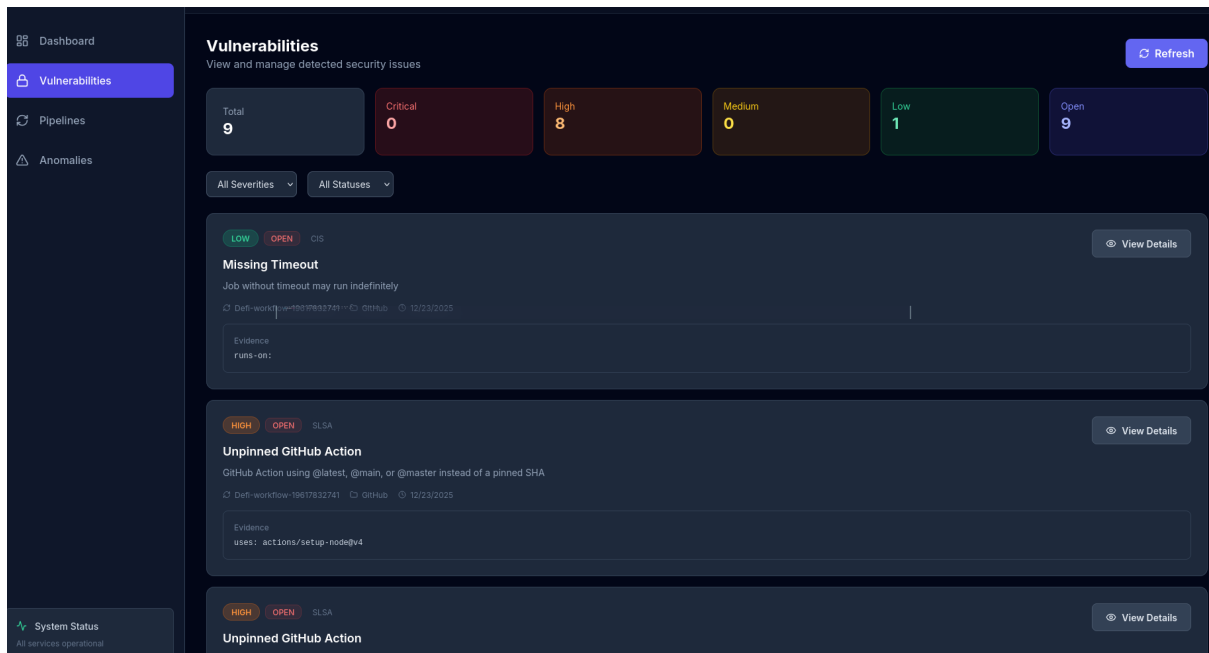 Dashboard
Vulnerabilities
Pipelines
Anomalies
System Status
All services operational
Vulnerabilities
View and manage detected security issues
Refresh
Total
9
Critical
0
High
8
Medium
0
Low
1
Open
9
All Severities
All Statuses
LOW OPEN CIS
View Details
Missing Timeout
Job without timeout may run indefinitely
Defi-workflow-19617832741 GitHub 12/23/2025
Evidence
runs-on:
HIGH OPEN SLSA
View Details
Unpinned GitHub Action
GitHub Action using @latest, @main, or @master instead of a pinned SHA
Defi-workflow-19617832741 GitHub 12/23/2025
Evidence
uses: actions/setup-node@v4
HIGH OPEN SLSA
View Details
Unpinned GitHub Action